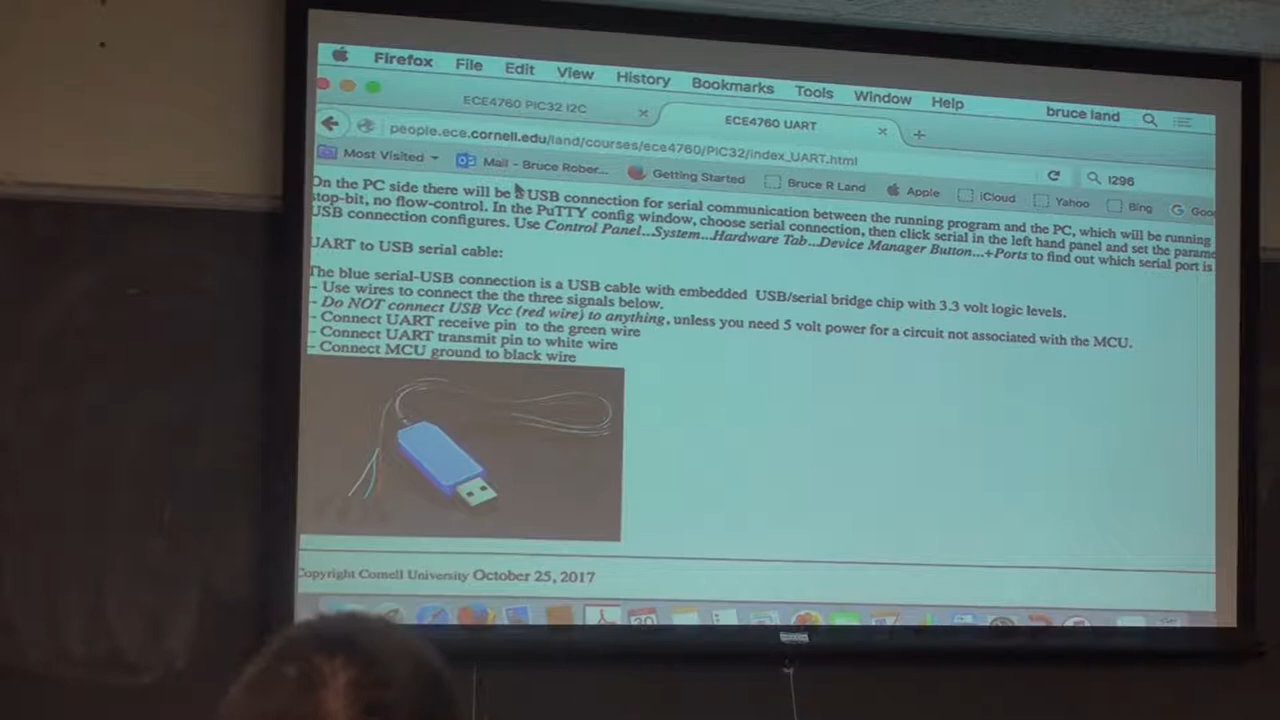 Firefox File Edit View History Bookmarks Tools Window Help bruce land
ECE4760 PIC32 I2C
ECE4760 UART
people.ece.cornell.edu/land/courses/ece4760/PIC32/index_UART.html
1296
Most Visited Mail - Bruce Rober... Getting Started Bruce R Land Apple iCloud Yahoo Bing Goo
On the PC side there will be a USB connection for serial communication between the running program and the PC, which will be running
stop-bit, no flow-control. In the PuTTY config window, choose serial connection, then click serial in the left hand panel and set the parame
USB connection configures. Use Control Panel...System...Hardware Tab...Device Manager Button...+Ports to find out which serial port is
UART to USB serial cable:
The blue serial-USB connection is a USB cable with embedded USB/serial bridge chip with 3.3 volt logic levels.
- Use wires to connect the the three signals below.
- Do NOT connect USB Vcc (red wire) to anything, unless you need 5 volt power for a circuit not associated with the MCU.
- Connect UART receive pin to the green wire
- Connect UART transmit pin to white wire
- Connect MCU ground to black wire
Copyright Cornell University October 25, 2017
30